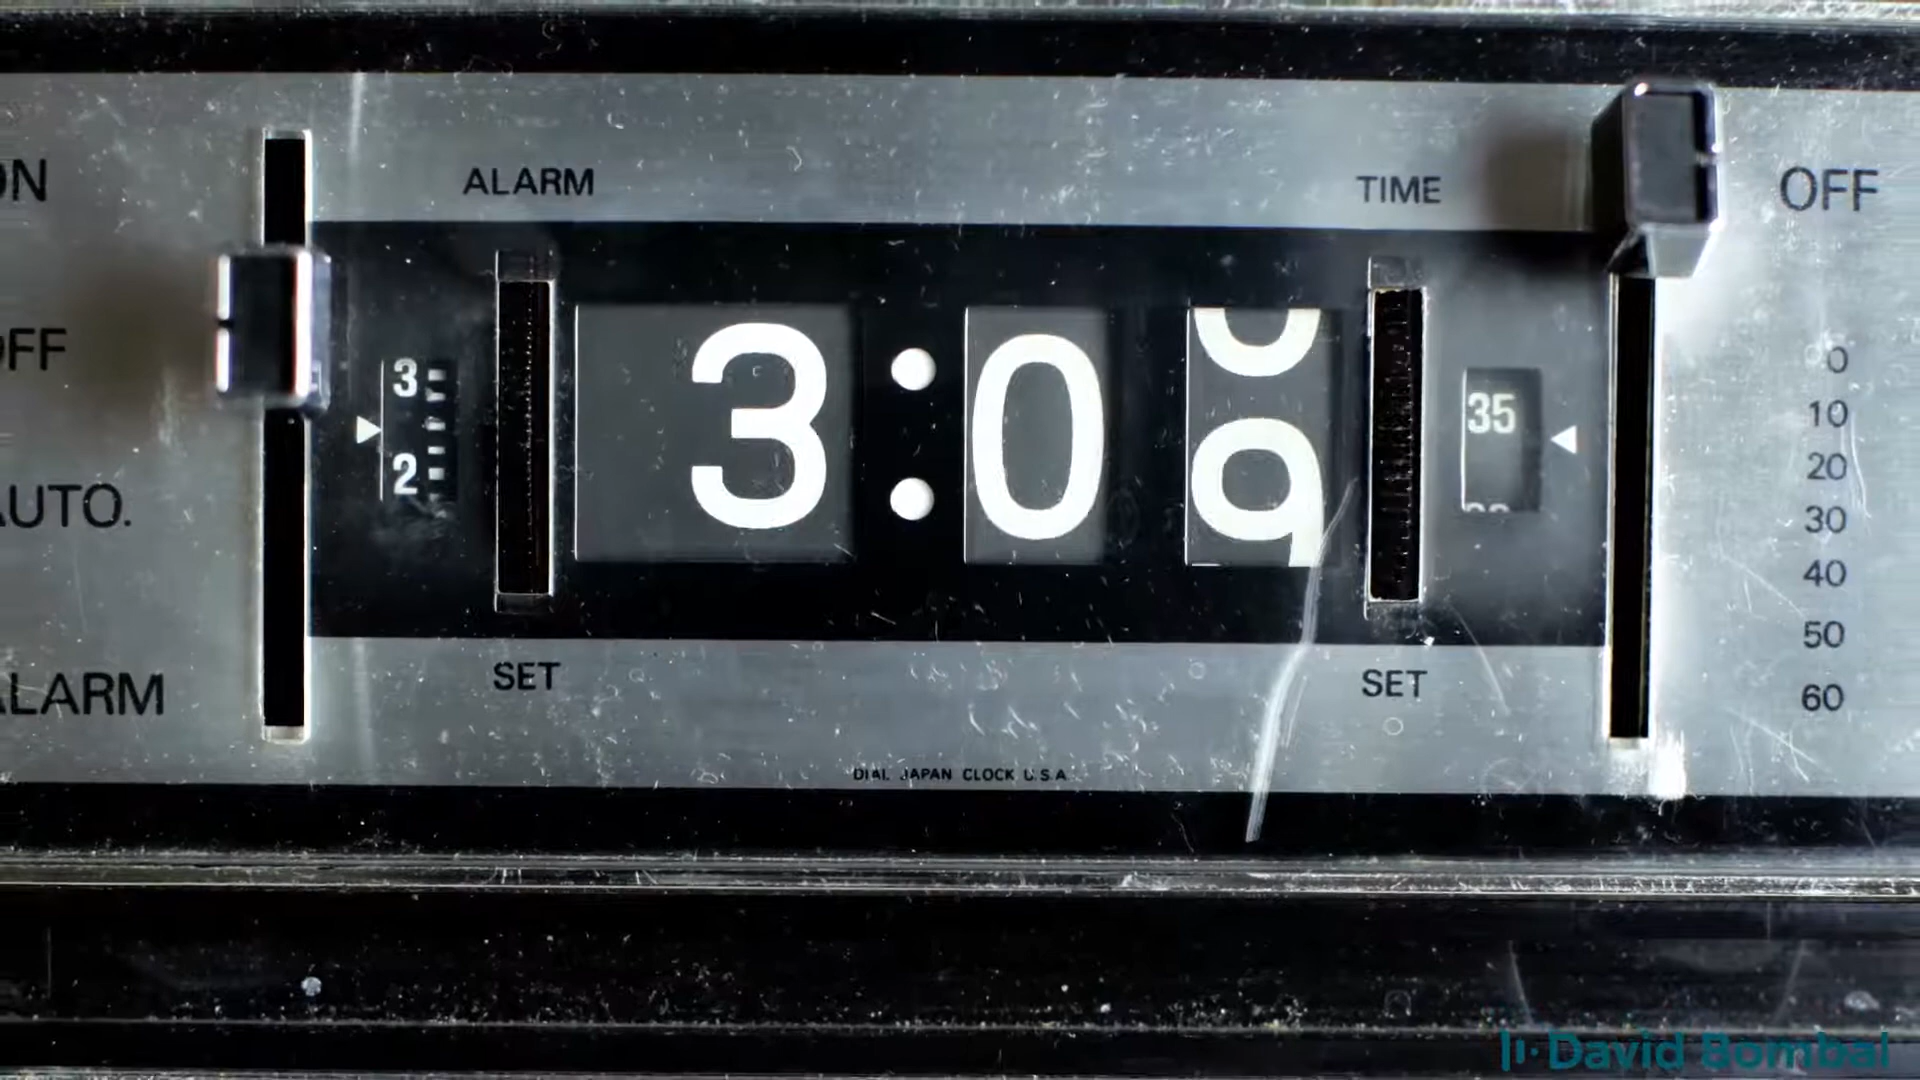 ON
ALARM
TIME
OFF
OFF
3
2
3:0
9
35
10
20
30
40
50
60
AUTO.
ALARM
SET
SET
DIAL JAPAN CLOCK U.S.A
David Bombal